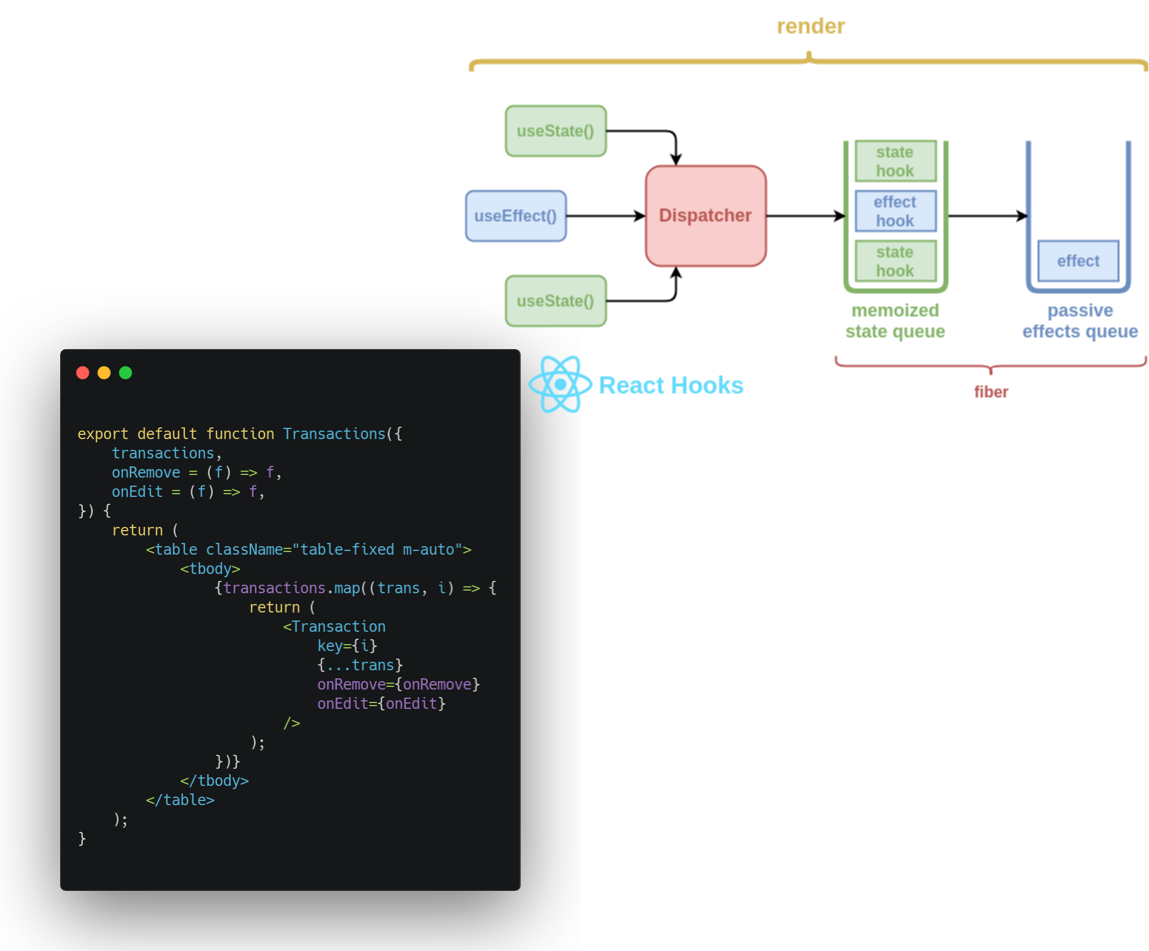 render
useState()
useEffect()
useState()
Dispatcher
state
hook
effect
hook
state
hook
memoized
state queue
effect
passive
effects queue
fiber
React Hooks
export default function Transactions({
    transactions,
    onRemove = (f) => f,
    onEdit = (f) => f,
}) {
    return (
        <table className="table-fixed m-auto">
            <tbody>
                {transactions.map((trans, i) => {
                    return (
                        <Transaction
                            key={i}
                            {...trans}
                            onRemove={onRemove}
                            onEdit={onEdit}
                        />
                    );
                })}
            </tbody>
        </table>
    );
}